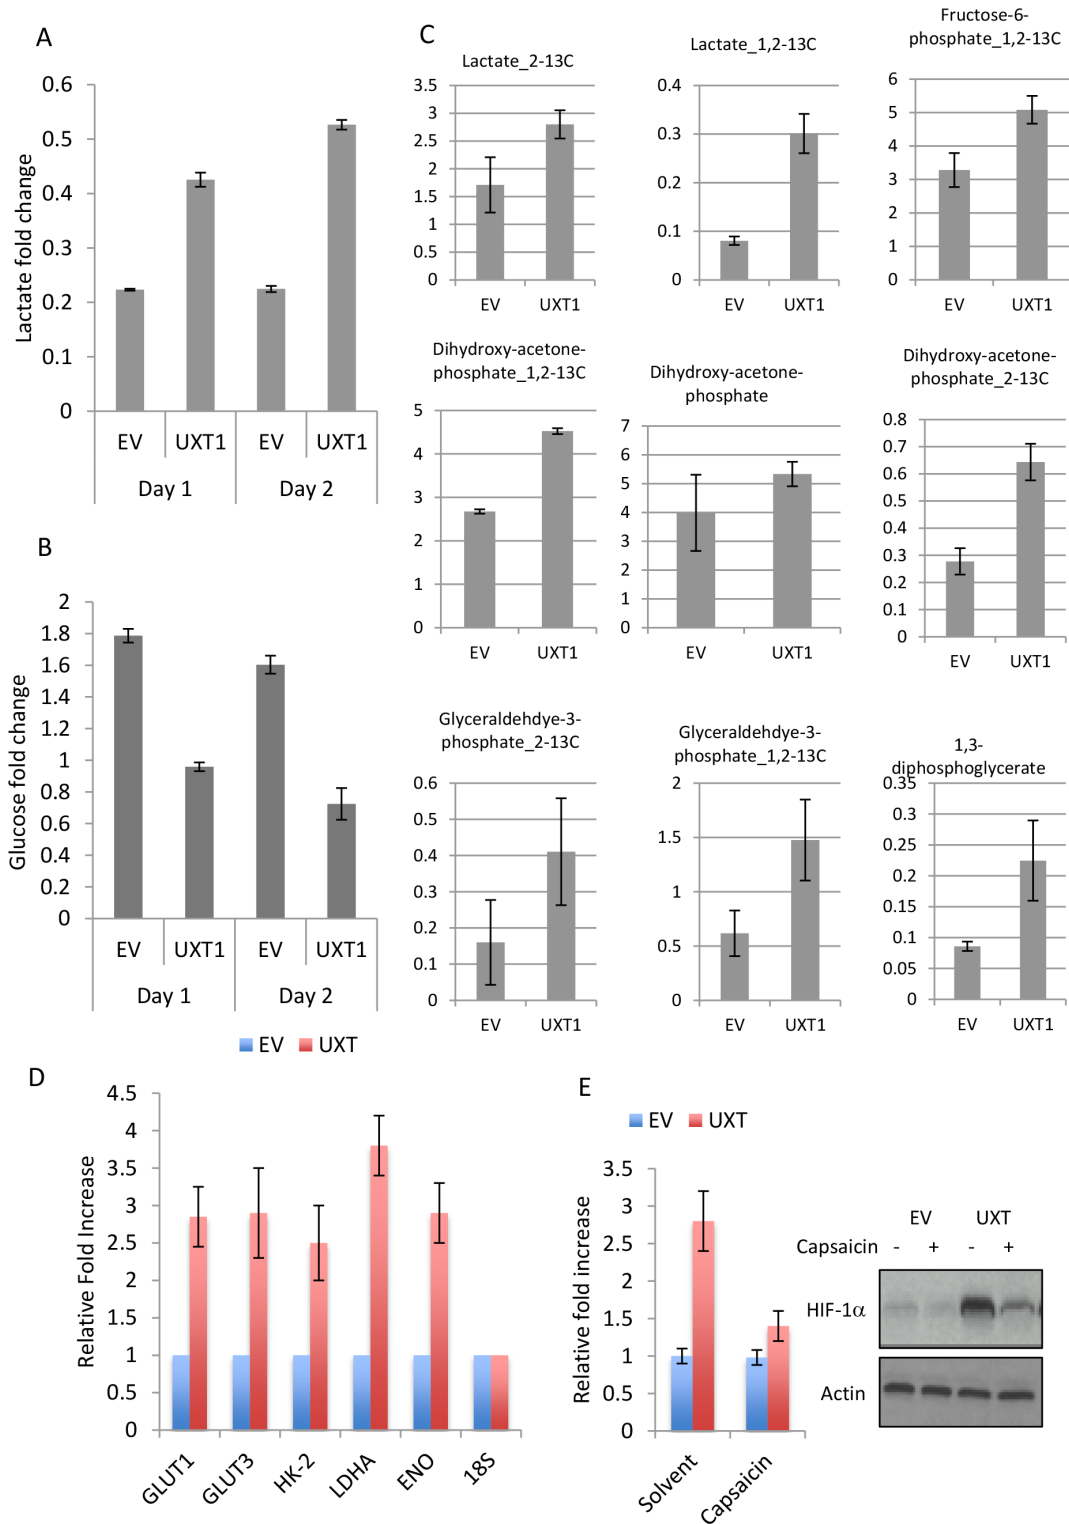 A
Lactate fold change
0.6
0.5
0.4
0.3
0.2
0.1
0
EV UXT1 EV UXT1
Day 1 Day 2
B
Glucose fold change
2
1.8
1.6
1.4
1.2
1
0.8
0.6
0.4
0.2
0
EV UXT1 EV UXT1
Day 1 Day 2
C
Lactate_2-13C
3.5
3
2.5
2
1.5
1
0.5
0
EV UXT1
Lactate_1,2-13C
0.4
0.3
0.2
0.1
0
EV UXT1
Fructose-6-
phosphate_1,2-13C
6
5
4
3
2
1
0
EV UXT1
Dihydroxy-acetone-
phosphate_1,2-13C
5
4
3
2
1
0
EV UXT1
Dihydroxy-acetone-
phosphate
7
6
5
4
3
2
1
0
EV UXT1
Dihydroxy-acetone-
phosphate_2-13C
0.8
0.7
0.6
0.5
0.4
0.3
0.2
0.1
0
EV UXT1
Glyceraldehdye-3-
phosphate_2-13C
0.6
0.5
0.4
0.3
0.2
0.1
0
EV UXT1
Glyceraldehdye-3-
phosphate_1,2-13C
2
1.5
1
0.5
0
EV UXT1
1,3-
diphosphoglycerate
0.35
0.3
0.25
0.2
0.15
0.1
0.05
0
EV UXT1
D
EV UXT
Relative Fold Increase
4.5
4
3.5
3
2.5
2
1.5
1
0.5
0
GLUT1 GLUT3 HK-2 LDHA ENO 18S
E
EV UXT
Relative fold increase
3.5
3
2.5
2
1.5
1
0.5
0
Solvent Capsaicin
EV UXT
Capsaicin - + - +
HIF-1α
Actin